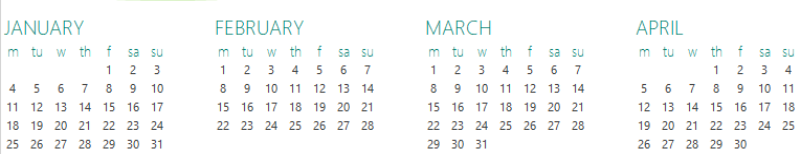 JANUARY FEBRUARY MARCH APRIL
m tu w th f sa su m tu w th f sa su m tu w th f sa su m tu w th f sa su
1 2 3 1 2 3 4 5 6 7 1 2 3 4 5 6 7 1 2 3 4
4 5 6 7 8 9 10 8 9 10 11 12 13 14 8 9 10 11 12 13 14 5 6 7 8 9 10 11
11 12 13 14 15 16 17 15 16 17 18 19 20 21 15 16 17 18 19 20 21 12 13 14 15 16 17 18
18 19 20 21 22 23 24 22 23 24 25 26 27 28 22 23 24 25 26 27 28 19 20 21 22 23 24 25
25 26 27 28 29 30 31 29 30 31 26 27 28 29 30